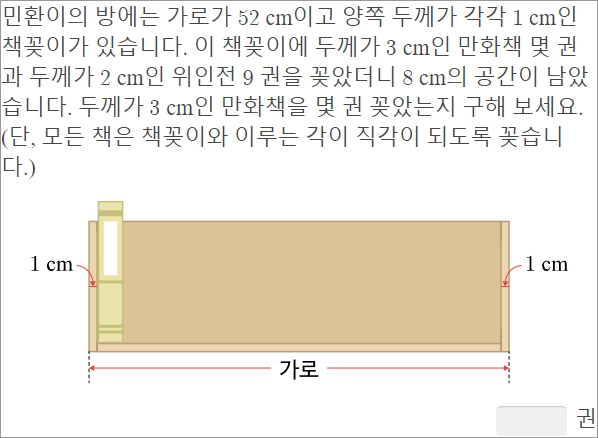 민환이의 방에는 가로가 52 cm이고 양쪽 두께가 각각 1 cm인
책꽂이가 있습니다. 이 책꽂이에 두께가 3 cm인 만화책 몇 권
과 두께가 2 cm인 위인전 9 권을 꽂았더니 8 cm의 공간이 남았
습니다. 두께가 3 cm인 만화책을 몇 권 꽂았는지 구해 보세요.
(단, 모든 책은 책꽂이와 이루는 각이 직각이 되도록 꽂습니
다.)
1 cm
1 cm
가로
권